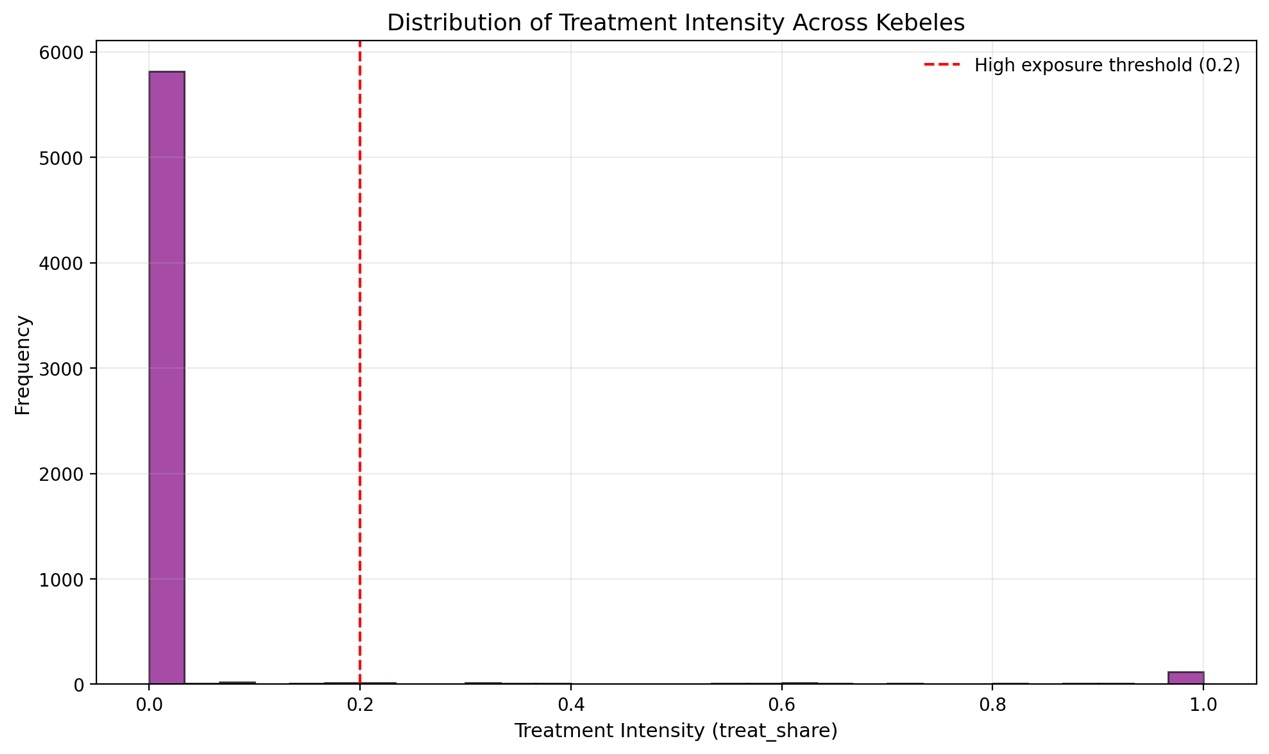 Distribution of Treatment Intensity Across Kebeles
High exposure threshold (0.2)
Frequency
6000
5000
4000
3000
2000
1000
0
0.0 0.2 0.4 0.6 0.8 1.0
Treatment Intensity (treat_share)